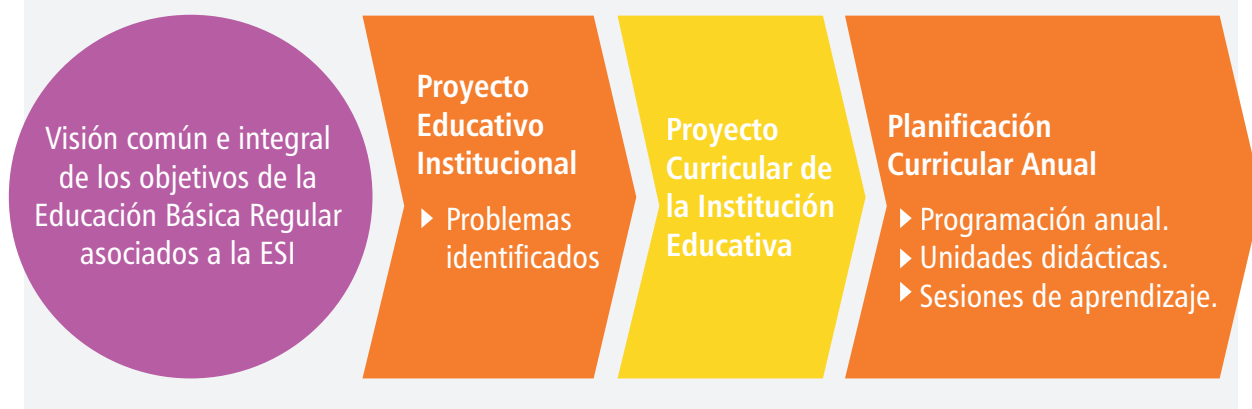 Visión común e integral
de los objetivos de la
Educación Básica Regular
asociados a la ESI
Proyecto
Educativo
Institucional
Problemas
identificados
Proyecto
Curricular de
la Institución
Educativa
Planificación
Curricular Anual
Programación anual.
Unidades didácticas.
Sesiones de aprendizaje.